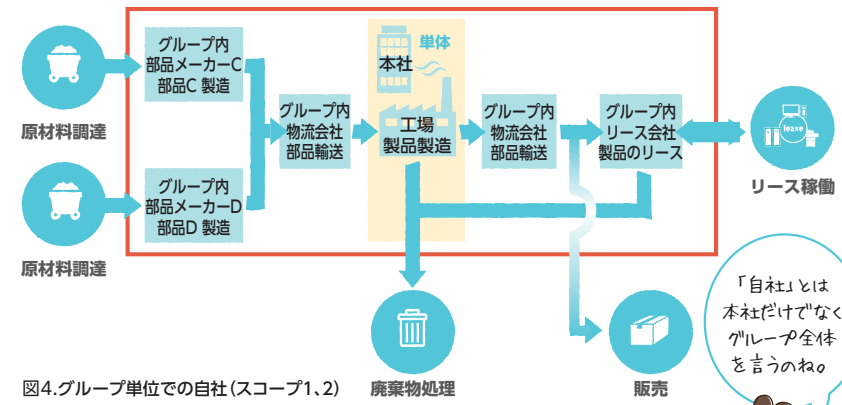 グループ内
部品メーカーC
部品C 製造
原材料調達
グループ内
部品メーカーD
部品D 製造
原材料調達
グループ内
物流会社
部品輸送
単体
本社
工場
製品製造
グループ内
物流会社
部品輸送
グループ内
リース会社
製品のリース
lease
リース稼働
廃棄物処理
販売
「自社」とは
本社だけでなく
グループ全体
を言うのね。
図4.グループ単位での自社(スコープ1、2)